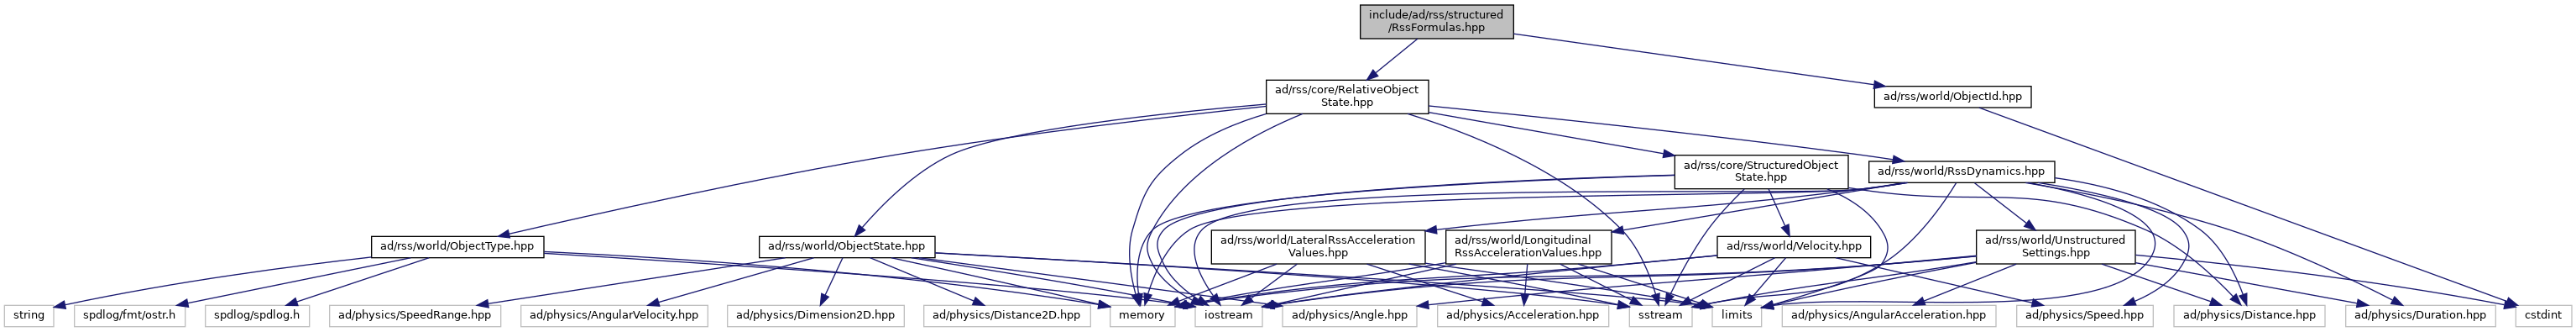 include/ad/rss/structured
/RssFormulas.hpp
ad/rss/core/RelativeObject
State.hpp
ad/rss/world/ObjectId.hpp
ad/rss/core/StructuredObject
State.hpp
ad/rss/world/RssDynamics.hpp
ad/rss/world/ObjectType.hpp
ad/rss/world/ObjectState.hpp
ad/rss/world/LateralRssAcceleration
Values.hpp
ad/rss/world/Longitudinal
RssAccelerationValues.hpp
ad/rss/world/Velocity.hpp
ad/rss/world/Unstructured
Settings.hpp
string
spdlog/fmt/ostr.h
spdlog/spdlog.h
ad/physics/SpeedRange.hpp
ad/physics/AngularVelocity.hpp
ad/physics/Dimension2D.hpp
ad/physics/Distance2D.hpp
memory
iostream
ad/physics/Angle.hpp
ad/physics/Acceleration.hpp
sstream
limits
ad/physics/AngularAcceleration.hpp
ad/physics/Speed.hpp
ad/physics/Distance.hpp
ad/physics/Duration.hpp
cstdint